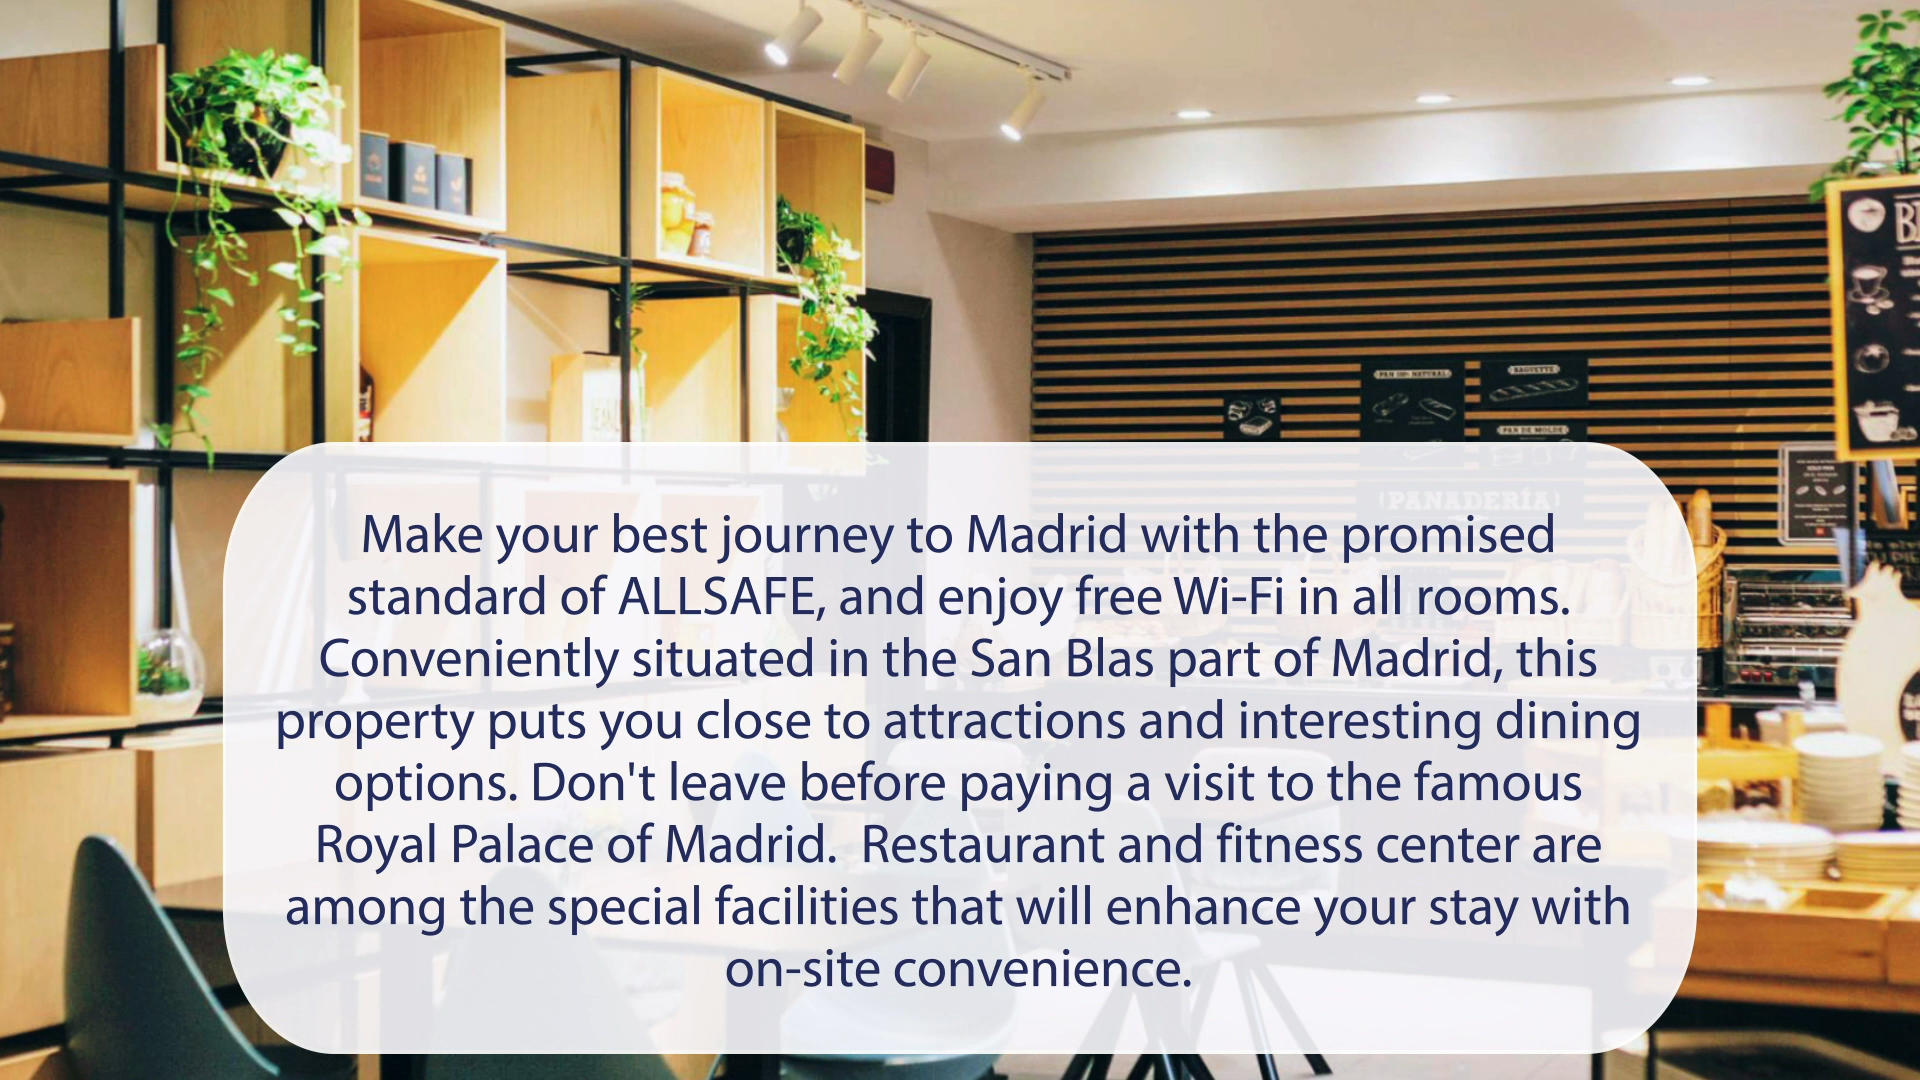 BAGUETTE
PAN 100% NATURAL
PAN DE MOLDE
PANADERÍA
Make your best journey to Madrid with the promised
standard of ALLSAFE, and enjoy free Wi-Fi in all rooms.
Conveniently situated in the San Blas part of Madrid, this
property puts you close to attractions and interesting dining
options. Don't leave before paying a visit to the famous
Royal Palace of Madrid.  Restaurant and fitness center are
among the special facilities that will enhance your stay with
on-site convenience.